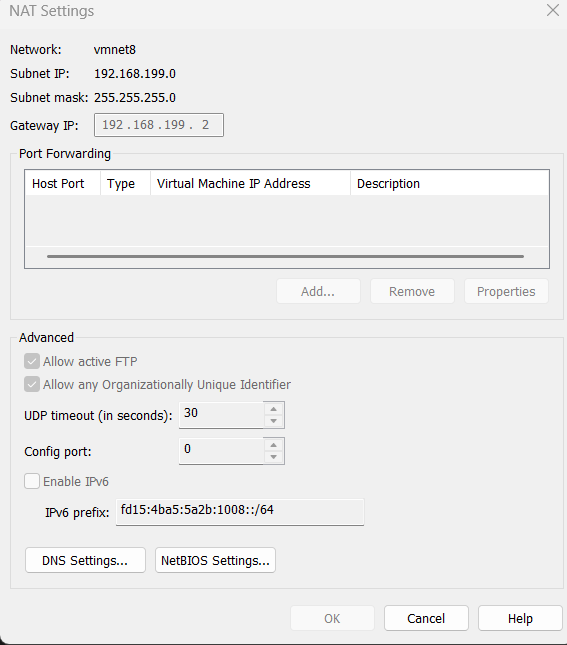 NAT Settings
Network: vmnet8
Subnet IP: 192.168.199.0
Subnet mask: 255.255.255.0
Gateway IP: 192 . 168 . 199 . 2
Port Forwarding
Host Port Type Virtual Machine IP Address Description
Add... Remove Properties
Advanced
Allow active FTP
Allow any Organizationally Unique Identifier
UDP timeout (in seconds): 30
Config port: 0
Enable IPv6
IPv6 prefix: fd15:4ba5:5a2b:1008::/64
DNS Settings... NetBIOS Settings...
OK Cancel Help